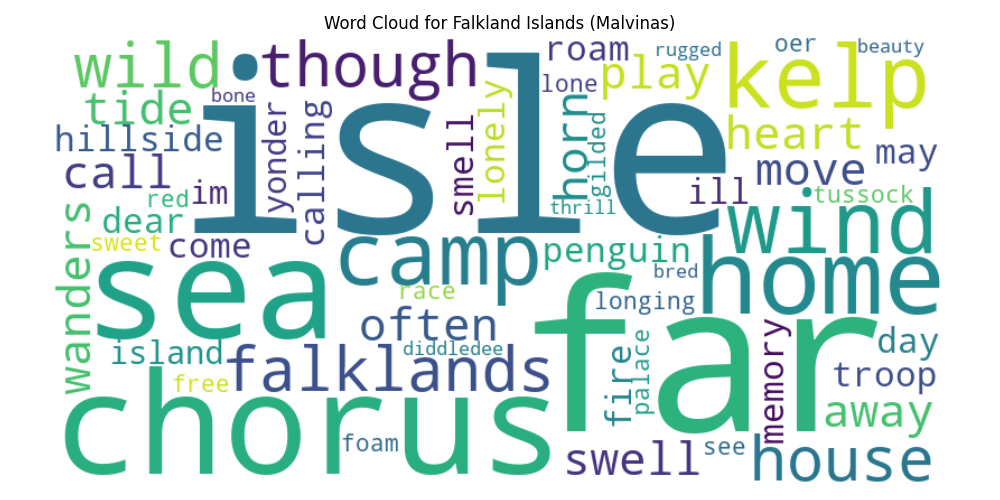 Word Cloud for Falkland Islands (Malvinas)
isle
wild
though
roam
rugged
oer
beauty
lone
play
kelp
tide
bone
yonder
calling
smell
lonely
horn
gilded
heart
hillside
call
red
im
ill
move
may
thrill
tussock
wanders
dear
sweet
come
camp
penguin
wind
sea
race
bred
home
longing
far
often
island
falklands
diddledee
free
fire
palace
memory
day
troop
away
chorus
foam
swell
see
house